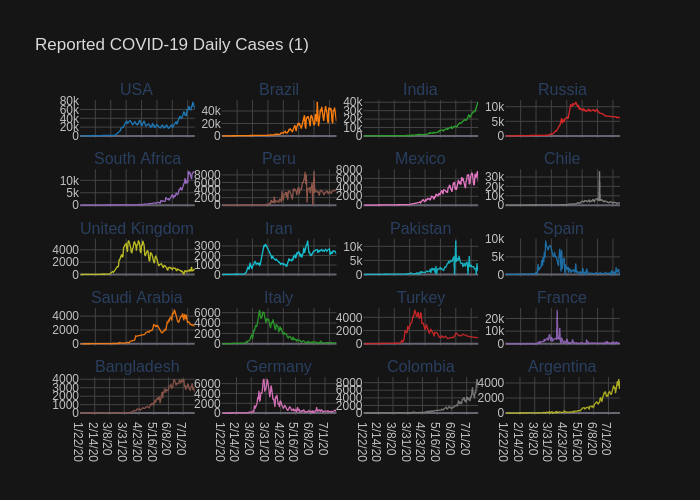 Reported COVID-19 Daily Cases (1)
USA
Brazil
India
Russia
80k
60k
40k
20k
0
40k
20k
0
40k
30k
20k
10k
0
10k
5k
0
South Africa
Peru
Mexico
Chile
10k
5k
0
8000
6000
4000
2000
0
8000
6000
4000
2000
0
30k
20k
10k
0
United Kingdom
Iran
Pakistan
Spain
4000
2000
0
3000
2000
1000
0
10k
5k
0
10k
5k
0
Saudi Arabia
Italy
Turkey
France
4000
2000
0
6000
4000
2000
0
4000
2000
0
20k
10k
0
Bangladesh
Germany
Colombia
Argentina
4000
3000
2000
1000
0
6000
4000
2000
0
8000
6000
4000
2000
0
4000
2000
0
1/22/20
2/14/20
3/8/20
3/31/20
4/23/20
5/16/20
6/8/20
7/1/20
1/22/20
2/14/20
3/8/20
3/31/20
4/23/20
5/16/20
6/8/20
7/1/20
1/22/20
2/14/20
3/8/20
3/31/20
4/23/20
5/16/20
6/8/20
7/1/20
1/22/20
2/14/20
3/8/20
3/31/20
4/23/20
5/16/20
6/8/20
7/1/20